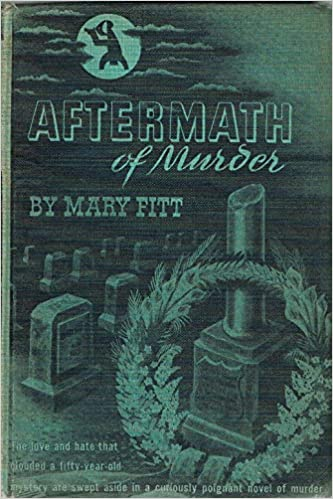 AFTERMATH
of Murder
BY MARY FITT
The love and hate that
clouded a fifty-year-old
mystery are swept aside in a curiously poignant novel of murder